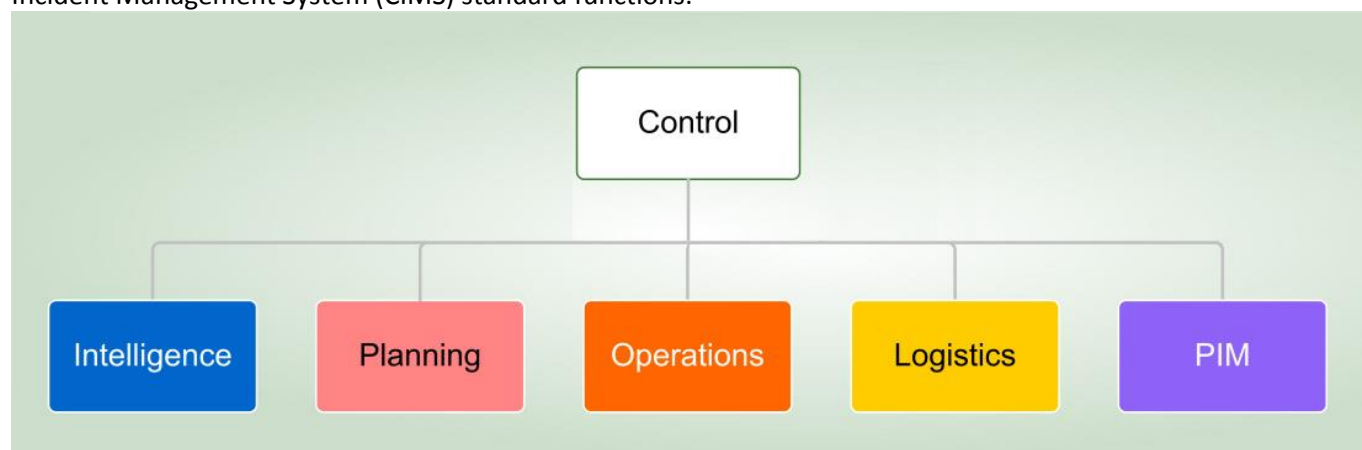 Incident Management System (CIMS) standard functions:
Control
Intelligence
Planning
Operations
Logistics
PIM